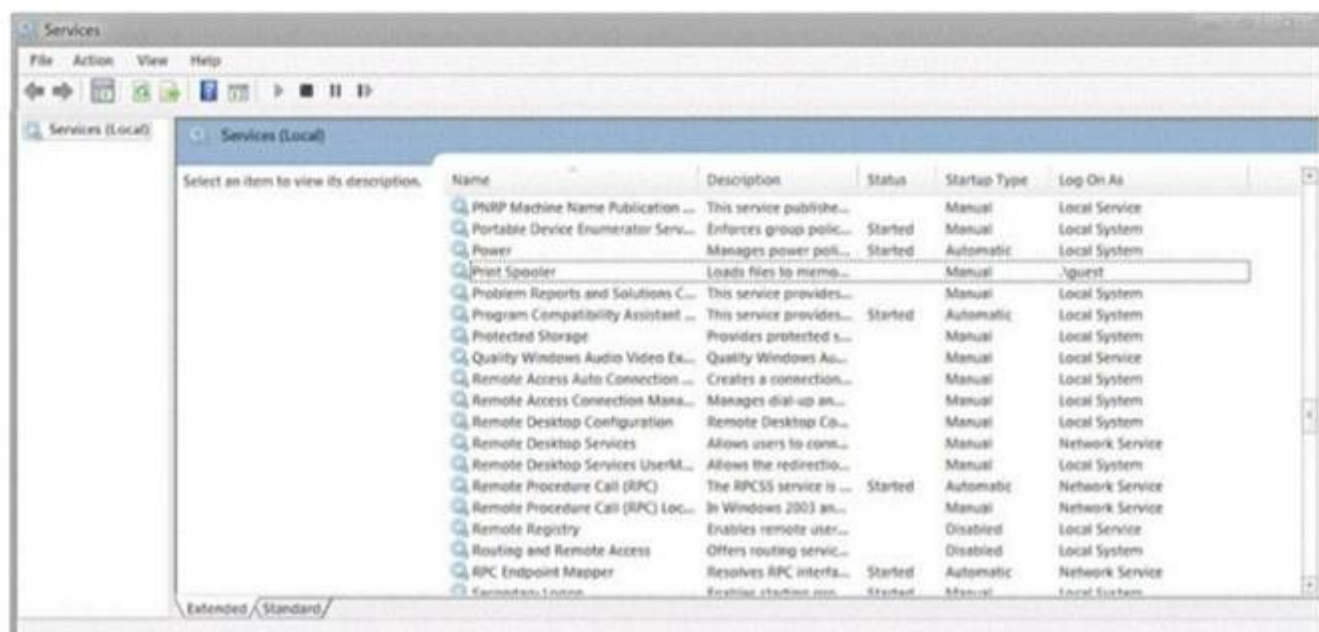 Services
File Action View Help
Services (Local)
Services (Local)
Select an item to view its description.
Name Description Status Startup Type Log On As
PNRP Machine Name Publication ... This service publishe... Manual Local Service
Portable Device Enumerator Serv... Enforces group polic... Started Manual Local System
Power Manages power poli... Started Automatic Local System
Print Spooler Loads files to memo... Manual .\guest
Problem Reports and Solutions C... This service provides... Manual Local System
Program Compatibility Assistant ... This service provides... Started Automatic Local System
Protected Storage Provides protected s... Manual Local System
Quality Windows Audio Video Ex... Quality Windows Au... Manual Local Service
Remote Access Auto Connection ... Creates a connection... Manual Local System
Remote Access Connection Mana... Manages dial-up an... Manual Local System
Remote Desktop Configuration Remote Desktop Co... Manual Local System
Remote Desktop Services Allows users to conn... Manual Network Service
Remote Desktop Services UserM... Allows the redirectio... Manual Local System
Remote Procedure Call (RPC) The RPCSS service is ... Started Automatic Network Service
Remote Procedure Call (RPC) Loc... In Windows 2003 an... Manual Network Service
Remote Registry Enables remote user... Disabled Local Service
Routing and Remote Access Offers routing servic... Disabled Local System
RPC Endpoint Mapper Resolves RPC interfa... Started Automatic Network Service
Secondary Logon Enables starting pro... Started Manual Local System
Extended Standard